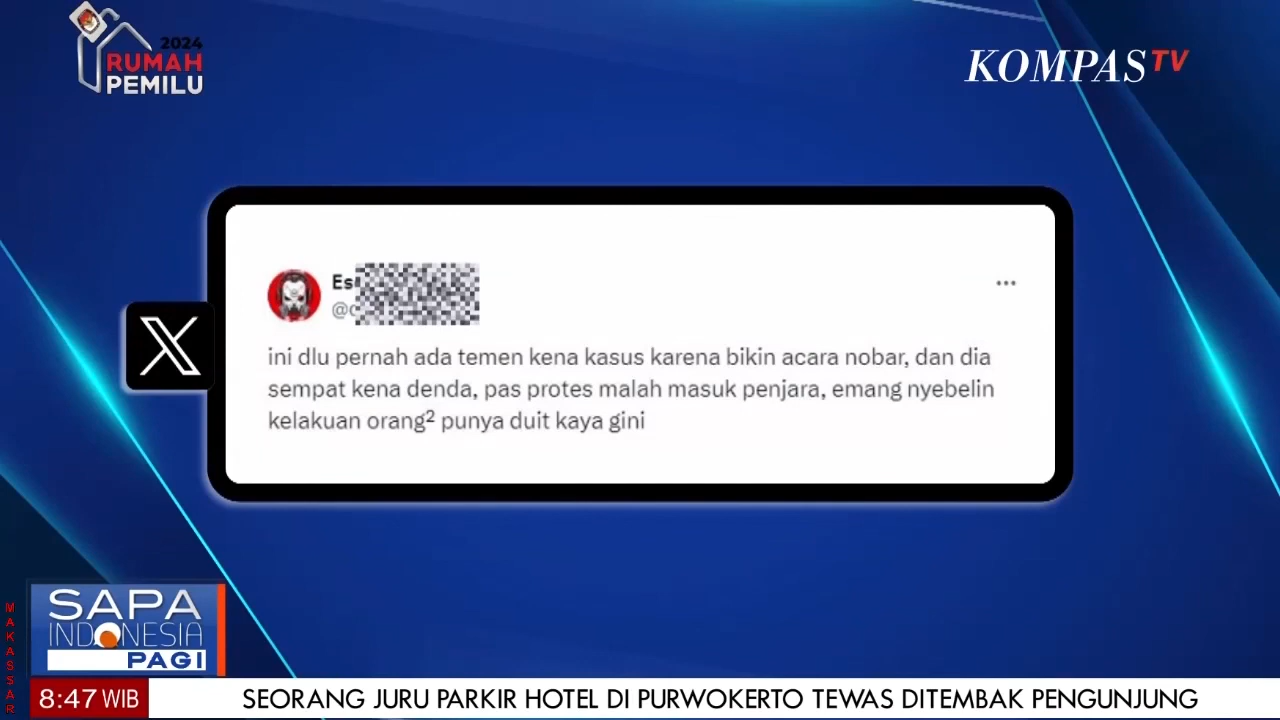 2024
RUMAH
PEMILU
KOMPAS TV
Es
@
ini dlu pernah ada temen kena kasus karena bikin acara nobar, dan dia
sempat kena denda, pas protes malah masuk penjara, emang nyebelin
kelakuan orang² punya duit kaya gini
X
SAPA
INDONESIA
PAGI
MAKASSAR
8:47 WIB
SEORANG JURU PARKIR HOTEL DI PURWOKERTO TEWAS DITEMBAK PENGUNJUNG